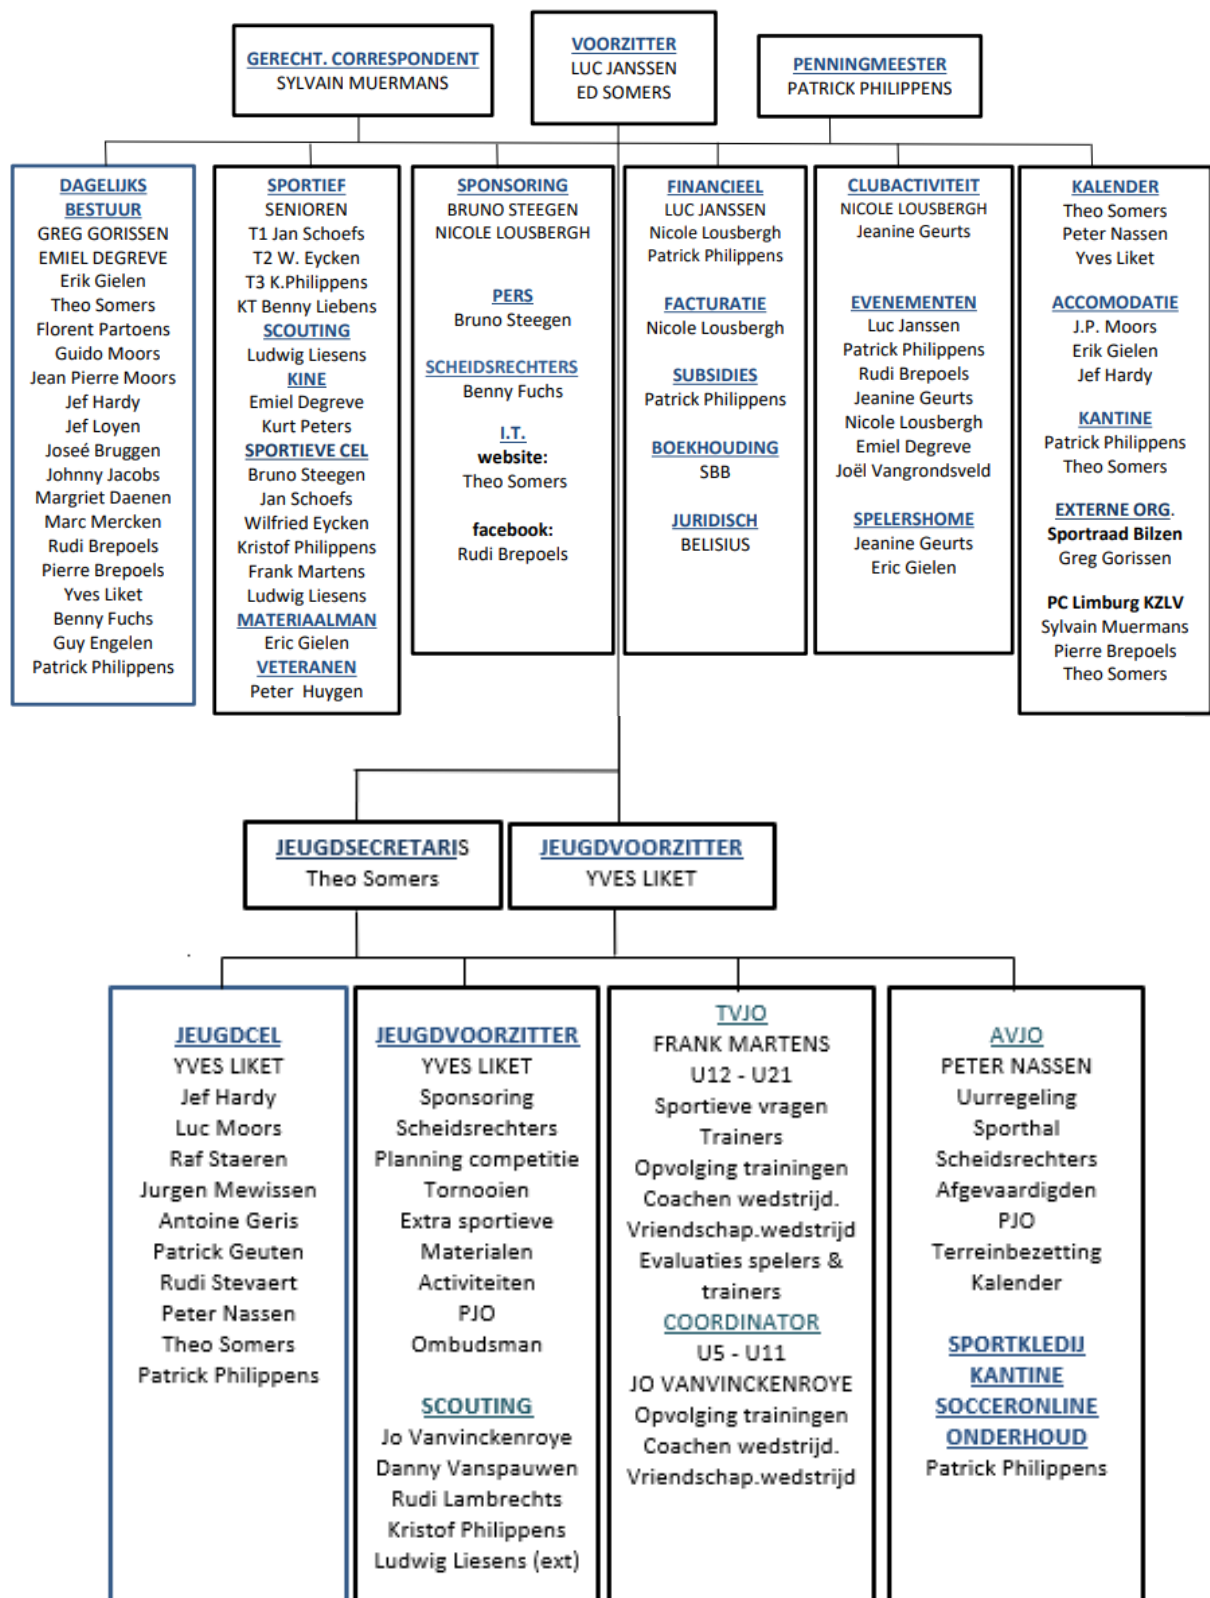 GERECHT. CORRESPONDENT
SYLVAIN MUERMANS
VOORZITTER
LUC JANSSEN
ED SOMERS
PENNINGMEESTER
PATRICK PHILIPPENS
DAGELIJKS
BESTUUR
GREG GORISSEN
EMIEL DEGREVE
Erik Gielen
Theo Somers
Florent Partoens
Guido Moors
Jean Pierre Moors
Jef Hardy
Jef Loyen
Joseé Bruggen
Johnny Jacobs
Margriet Daenen
Marc Mercken
Rudi Brepoels
Pierre Brepoels
Yves Liket
Benny Fuchs
Guy Engelen
Patrick Philippens
SPORTIEF
SENIOREN
T1 Jan Schoefs
T2 W. Eycken
T3 K.Philippens
KT Benny Liebens
SCOUTING
Ludwig Liesens
KINE
Emiel Degreve
Kurt Peters
SPORTIEVE CEL
Bruno Steegen
Jan Schoefs
Wilfried Eycken
Kristof Philippens
Frank Martens
Ludwig Liesens
MATERIAALMAN
Eric Gielen
VETERANEN
Peter Huygen
SPONSORING
BRUNO STEEGEN
NICOLE LOUSBERGH
PERS
Bruno Steegen
SCHEIDSRECHTERS
Benny Fuchs
I.T.
website:
Theo Somers
facebook:
Rudi Brepoels
FINANCIEEL
LUC JANSSEN
Nicole Lousbergh
Patrick Philippens
FACTURATIE
Nicole Lousbergh
SUBSIDIES
Patrick Philippens
BOEKHOUDING
SBB
JURIDISCH
BELISIUS
CLUBACTIVITEIT
NICOLE LOUSBERGH
Jeanine Geurts
EVENEMENTEN
Luc Janssen
Patrick Philippens
Rudi Brepoels
Jeanine Geurts
Nicole Lousbergh
Emiel Degreve
Joël Vangrondsveld
SPELERSHOME
Jeanine Geurts
Eric Gielen
KALENDER
Theo Somers
Peter Nassen
Yves Liket
ACCOMODATIE
J.P. Moors
Erik Gielen
Jef Hardy
KANTINE
Patrick Philippens
Theo Somers
EXTERNE ORG.
Sportraad Bilzen
Greg Gorissen
PC Limburg KZLV
Sylvain Muermans
Pierre Brepoels
Theo Somers
JEUGDSECRETARIS
Theo Somers
JEUGDVOORZITTER
YVES LIKET
JEUGDCEL
YVES LIKET
Jef Hardy
Luc Moors
Raf Staeren
Jurgen Mewissen
Antoine Geris
Patrick Geuten
Rudi Stevaert
Peter Nassen
Theo Somers
Patrick Philippens
JEUGDVOORZITTER
YVES LIKET
Sponsoring
Scheidsrechters
Planning competitie
Tornooien
Extra sportieve
Materialen
Activiteiten
PJO
Ombudsman
SCOUTING
Jo Vanvinckenroye
Danny Vanspauwen
Rudi Lambrechts
Kristof Philippens
Ludwig Liesens (ext)
TVJO
FRANK MARTENS
U12 - U21
Sportieve vragen
Trainers
Opvolging trainingen
Coachen wedstrijd.
Vriendschap.wedstrijd
Evaluaties spelers &
trainers
COORDINATOR
U5 - U11
JO VANVINCKENROYE
Opvolging trainingen
Coachen wedstrijd.
Vriendschap.wedstrijd
AVJO
PETER NASSEN
Uurregeling
Sporthal
Scheidsrechters
Afgevaardigden
PJO
Terreinbezetting
Kalender
SPORTKLEDIJ
KANTINE
SOCCERONLINE
ONDERHOUD
Patrick Philippens